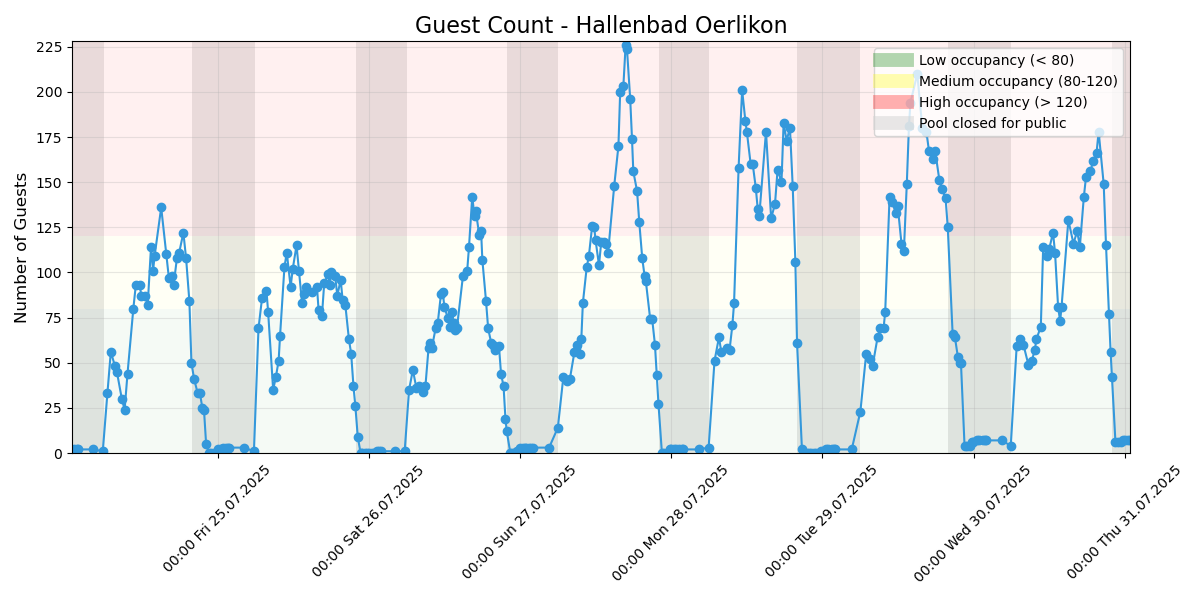 Guest Count - Hallenbad Oerlikon
Number of Guests
225
200
175
150
125
100
75
50
25
0
Low occupancy (< 80)
Medium occupancy (80-120)
High occupancy (> 120)
Pool closed for public
00:00 Fri 25.07.2025
00:00 Sat 26.07.2025
00:00 Sun 27.07.2025
00:00 Mon 28.07.2025
00:00 Tue 29.07.2025
00:00 Wed 30.07.2025
00:00 Thu 31.07.2025